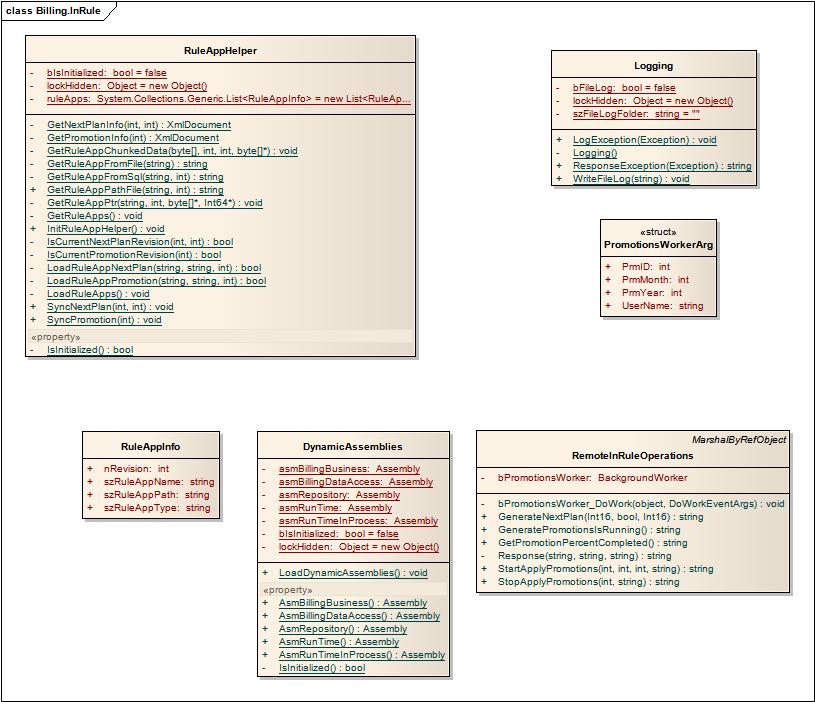 class Billing.InRule
RuleAppHelper
- bIsInitialized: bool = false
- lockHidden: Object = new Object()
- ruleApps: System.Collections.Generic.List<RuleAppInfo> = new List<RuleAp...
- GetNextPlanInfo(int, int) : XmlDocument
- GetPromotionInfo(int) : XmlDocument
- GetRuleAppChunkedData(byte[], int, int, byte[]*) : void
- GetRuleAppFromFile(string) : string
- GetRuleAppFromSql(string, int) : string
+ GetRuleAppPathFile(string, int) : string
- GetRuleAppPtr(string, int, byte[]*, Int64*) : void
- GetRuleApps() : void
+ InitRuleAppHelper() : void
- IsCurrentNextPlanRevision(int, int) : bool
- IsCurrentPromotionRevision(int) : bool
- LoadRuleAppNextPlan(string, string, int) : bool
- LoadRuleAppPromotion(string, string, int) : bool
- LoadRuleApps() : void
+ SyncNextPlan(int, int) : void
+ SyncPromotion(int) : void
«property»
- IsInitialized() : bool
Logging
- bFileLog: bool = false
- lockHidden: Object = new Object()
- szFileLogFolder: string = ""
+ LogException(Exception) : void
- Logging()
+ ResponseException(Exception) : string
+ WriteFileLog(string) : void
«struct»
PromotionsWorkerArg
+ PrmID: int
+ PrmMonth: int
+ PrmYear: int
+ UserName: string
RuleAppInfo
+ nRevision: int
+ szRuleAppName: string
+ szRuleAppPath: string
+ szRuleAppType: string
DynamicAssemblies
- asmBillingBusiness: Assembly
- asmBillingDataAccess: Assembly
- asmRepository: Assembly
- asmRunTime: Assembly
- asmRunTimeInProcess: Assembly
- bIsInitialized: bool = false
- lockHidden: Object = new Object()
+ LoadDynamicAssemblies() : void
«property»
+ AsmBillingBusiness() : Assembly
+ AsmBillingDataAccess() : Assembly
+ AsmRepository() : Assembly
+ AsmRunTime() : Assembly
+ AsmRunTimeInProcess() : Assembly
- IsInitialized() : bool
MarshalByRefObject
RemoteInRuleOperations
- bPromotionsWorker: BackgroundWorker
- bPromotionsWorker_DoWork(object, DoWorkEventArgs) : void
+ GenerateNextPlan(Int16, bool, Int16) : string
+ GeneratePromotionsIsRunning() : string
+ GetPromotionPercentCompleted() : string
- Response(string, string, string) : string
+ StartApplyPromotions(int, int, int, string) : string
+ StopApplyPromotions(int, string) : string